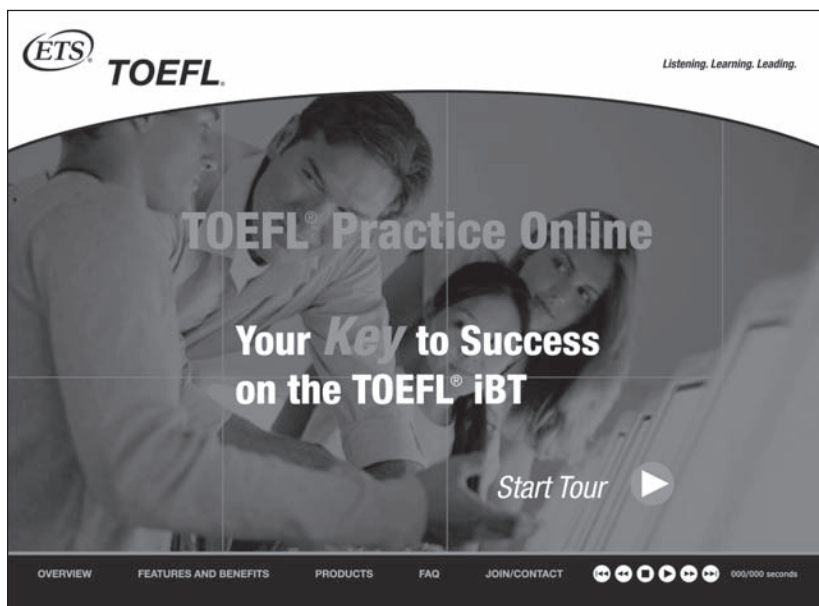 ETS®
TOEFL®
Listening. Learning. Leading.
TOEFL® Practice Online
Your Key to Success
on the TOEFL® iBT
Start Tour
OVERVIEW FEATURES AND BENEFITS PRODUCTS FAQ JOIN/CONTACT 000/000 seconds